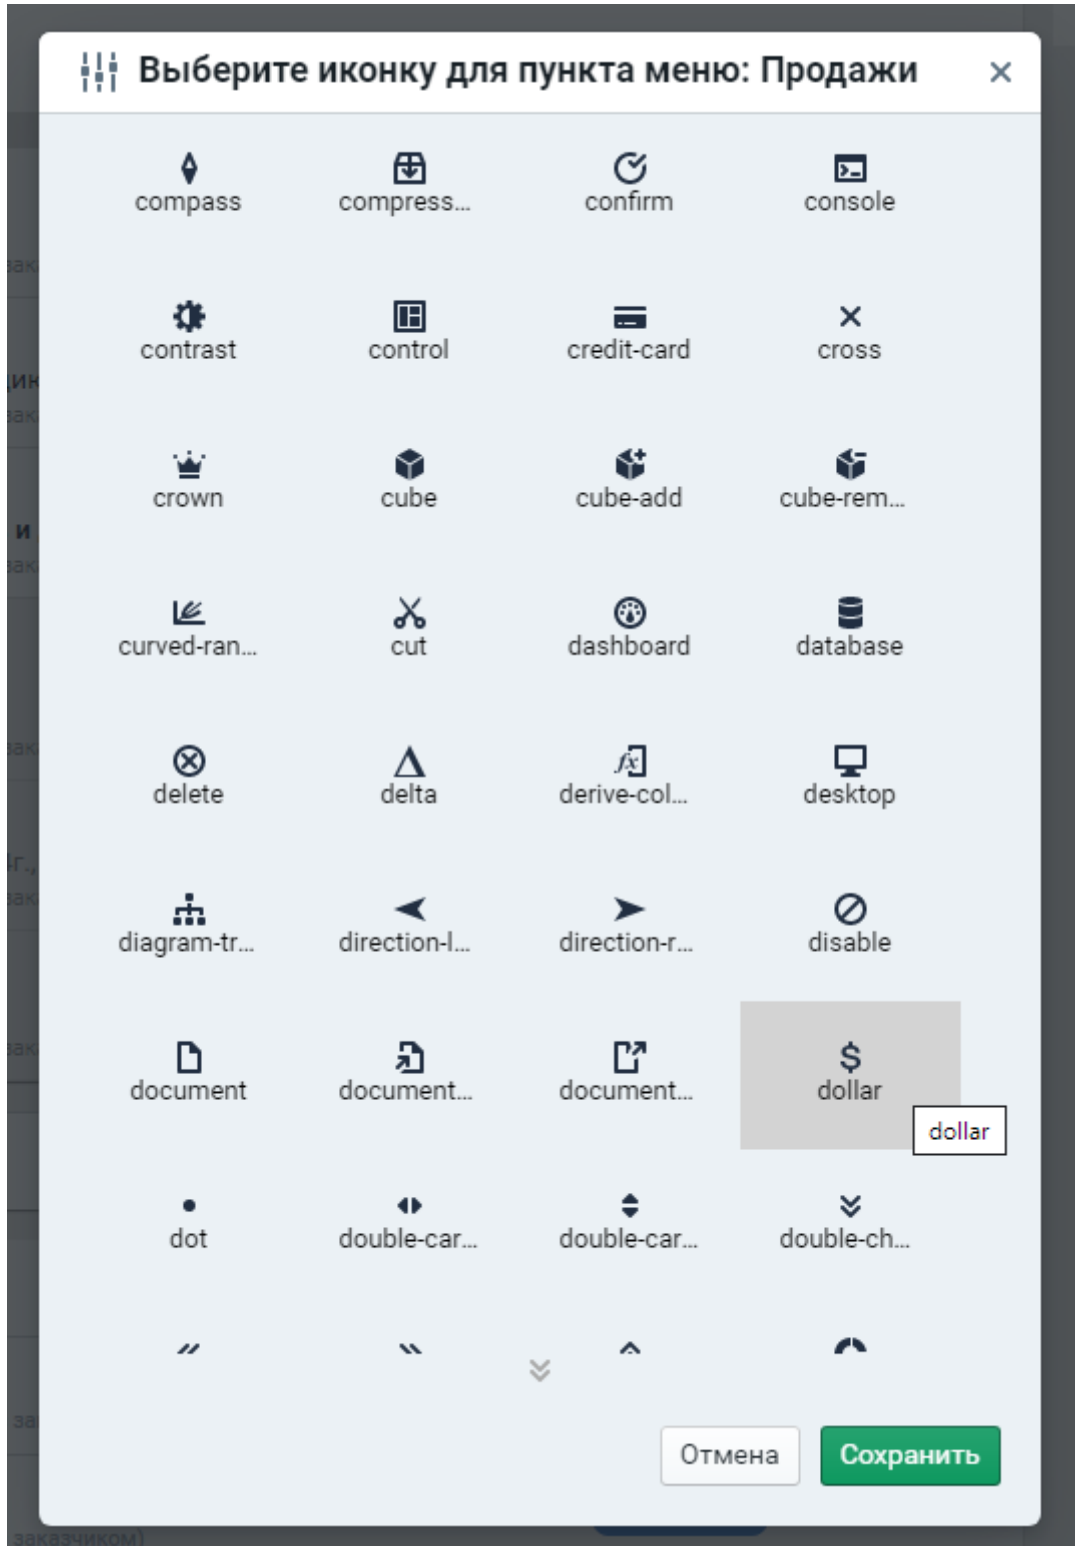 Выберите иконку для пункта меню: Продажи
compass compress... confirm console
contrast control credit-card cross
crown cube cube-add cube-rem...
curved-ran... cut dashboard database
delete delta derive-col... desktop
diagram-tr... direction-l... direction-r... disable
document document... document... dollar
dollar
dot double-car... double-car... double-ch...
Отмена Сохранить
заказчиком)